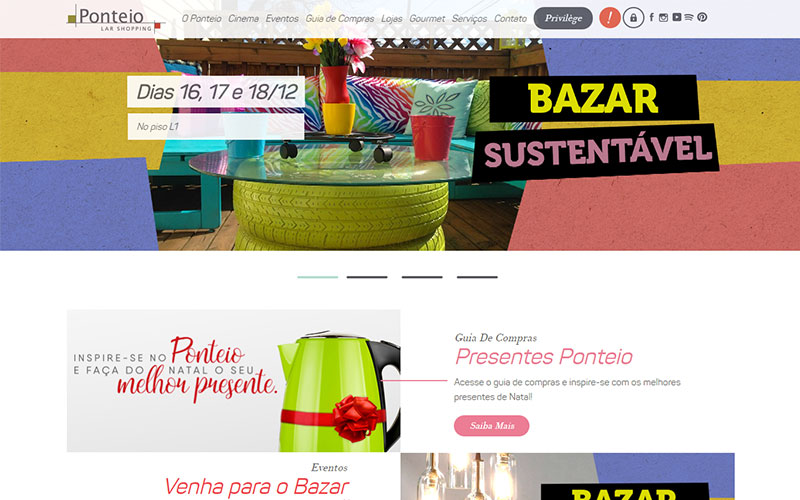 Ponteio
LAR SHOPPING
O Ponteio Cinema Eventos Guia de Compras Lojas Gourmet Serviços Contato Privilège
Dias 16, 17 e 18/12
No piso L1
BAZAR
SUSTENTÁVEL
INSPIRE-SE NO Ponteio
E FAÇA DO NATAL O SEU
melhor presente.
Guia De Compras
Presentes Ponteio
Acesse o guia de compras e inspire-se com os melhores
presentes de Natal!
Saiba Mais
Eventos
Venha para o Bazar
BAZAR